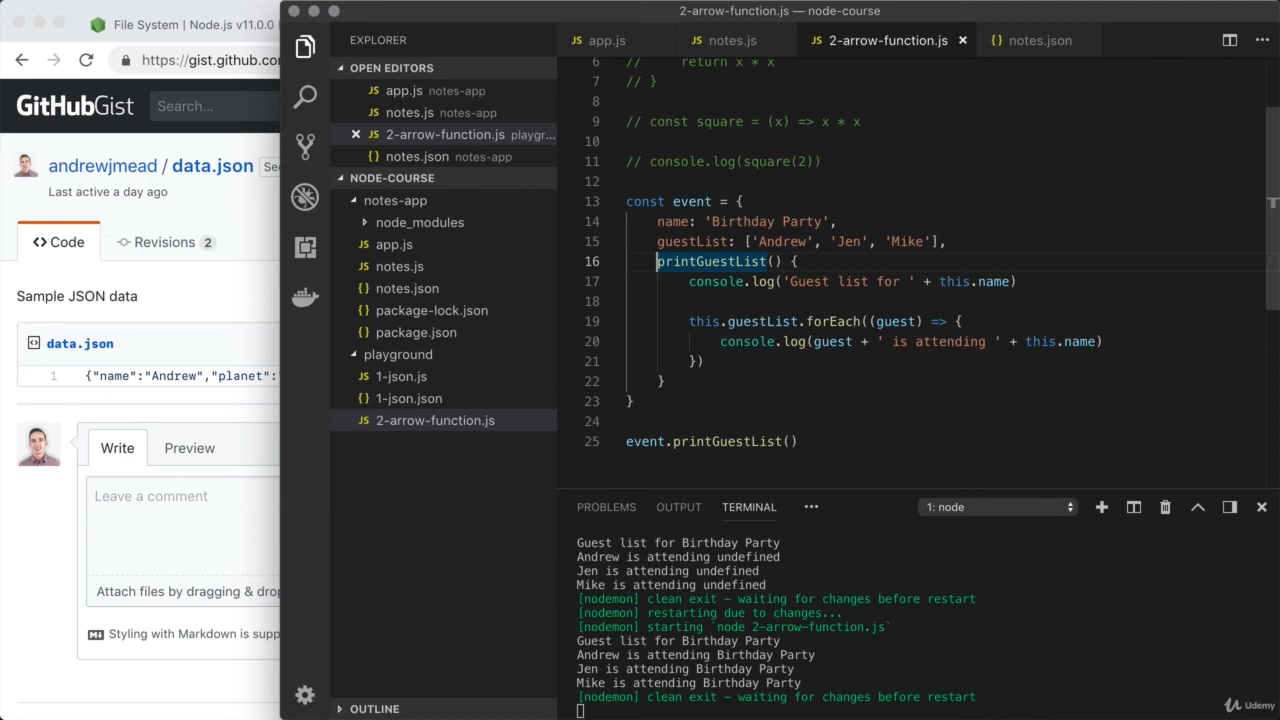 File System | Node.js v11.0.0
https://gist.github.co
GitHubGist
Search...
andrewjmead / data.json
Last active a day ago
Code
Revisions 2
Sample JSON data
data.json
1 {"name":"Andrew","planet":
Write
Preview
Leave a comment
Attach files by dragging & dro
Styling with Markdown is supp
2-arrow-function.js — node-course
EXPLORER
OPEN EDITORS
JS app.js notes-app
JS notes.js notes-app
JS 2-arrow-function.js playgr...
{} notes.json notes-app
NODE-COURSE
notes-app
node_modules
JS app.js
JS notes.js
{} notes.json
{} package-lock.json
{} package.json
playground
JS 1-json.js
{} 1-json.json
JS 2-arrow-function.js
OUTLINE
JS app.js
JS notes.js
JS 2-arrow-function.js
{} notes.json
6 //     return x * x
7 // }
8
9 // const square = (x) => x * x
10
11 // console.log(square(2))
12
13 const event = {
14     name: 'Birthday Party',
15     guestList: ['Andrew', 'Jen', 'Mike'],
16     printGuestList() {
17         console.log('Guest list for ' + this.name)
18
19         this.guestList.forEach((guest) => {
20             console.log(guest + ' is attending ' + this.name)
21         })
22     }
23 }
24
25 event.printGuestList()
PROBLEMS
OUTPUT
TERMINAL
1: node
Guest list for Birthday Party
Andrew is attending undefined
Jen is attending undefined
Mike is attending undefined
[nodemon] clean exit - waiting for changes before restart
[nodemon] restarting due to changes...
[nodemon] starting `node 2-arrow-function.js`
Guest list for Birthday Party
Andrew is attending Birthday Party
Jen is attending Birthday Party
Mike is attending Birthday Party
[nodemon] clean exit - waiting for changes before restart
Udemy